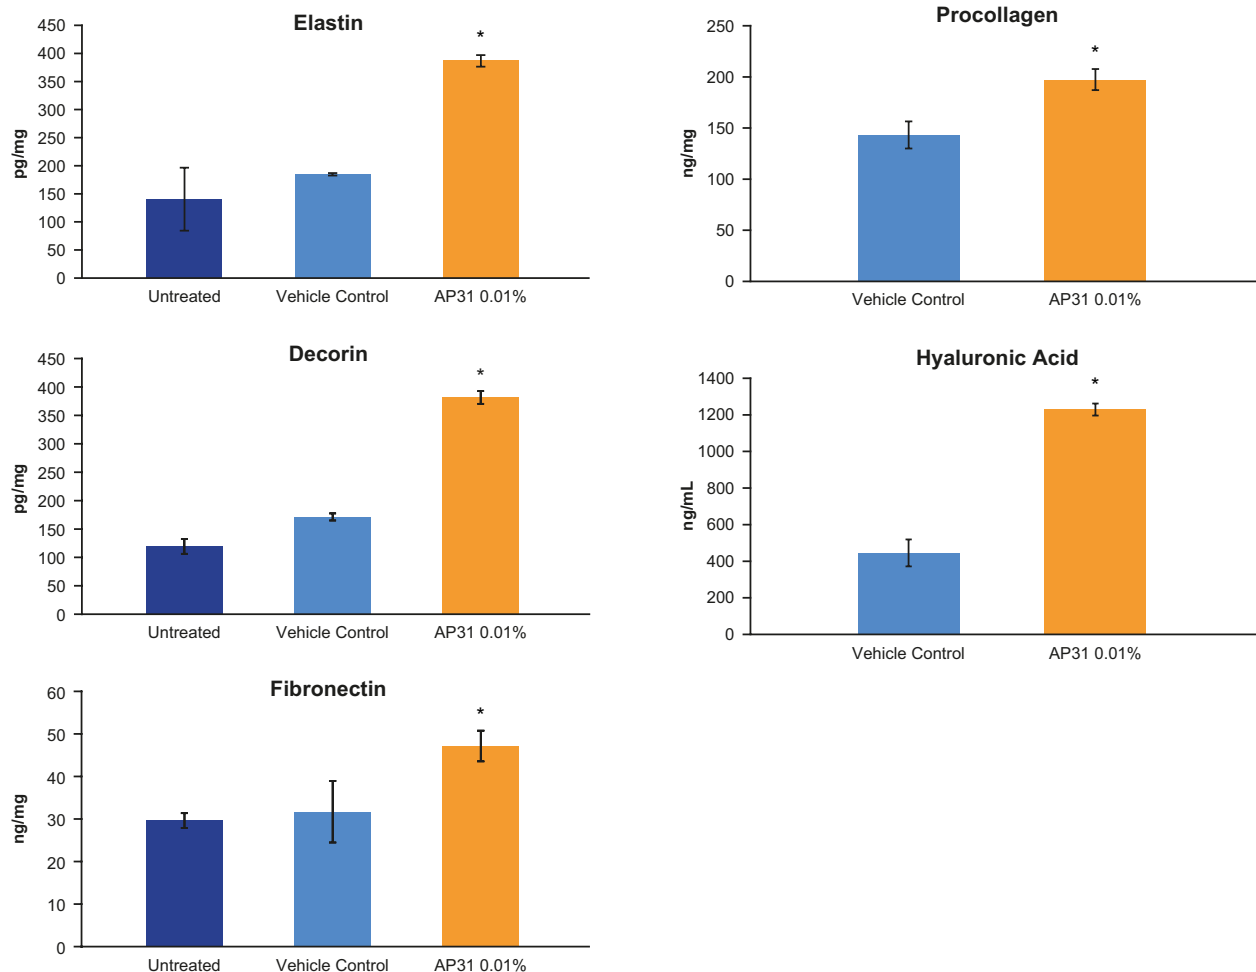 Elastin
pg/mg
450
400
350
300
250
200
150
100
50
0
*
Untreated
Vehicle Control
AP31 0.01%
Procollagen
ng/mg
250
200
150
100
50
0
*
Vehicle Control
AP31 0.01%
Decorin
pg/mg
450
400
350
300
250
200
150
100
50
0
*
Untreated
Vehicle Control
AP31 0.01%
Hyaluronic Acid
ng/mL
1400
1200
1000
800
600
400
200
0
*
Vehicle Control
AP31 0.01%
Fibronectin
ng/mg
60
50
40
30
20
10
0
*
Untreated
Vehicle Control
AP31 0.01%